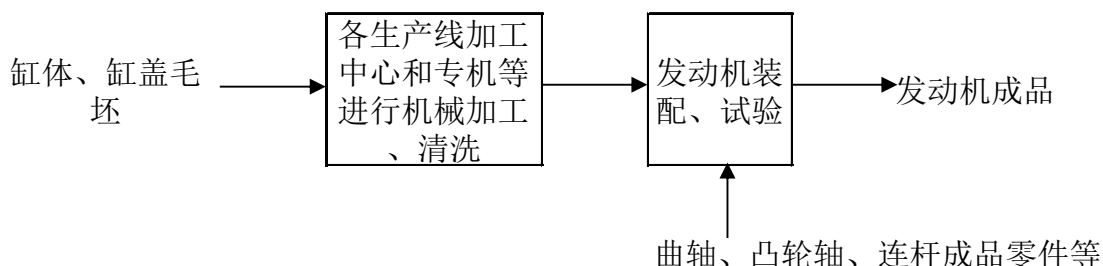 缸体、缸盖毛
坯
各生产线加工
中心和专机等
进行机械加工
、清洗
发动机装
配、试验
发动机成品
曲轴、凸轮轴、连杆成品零件等